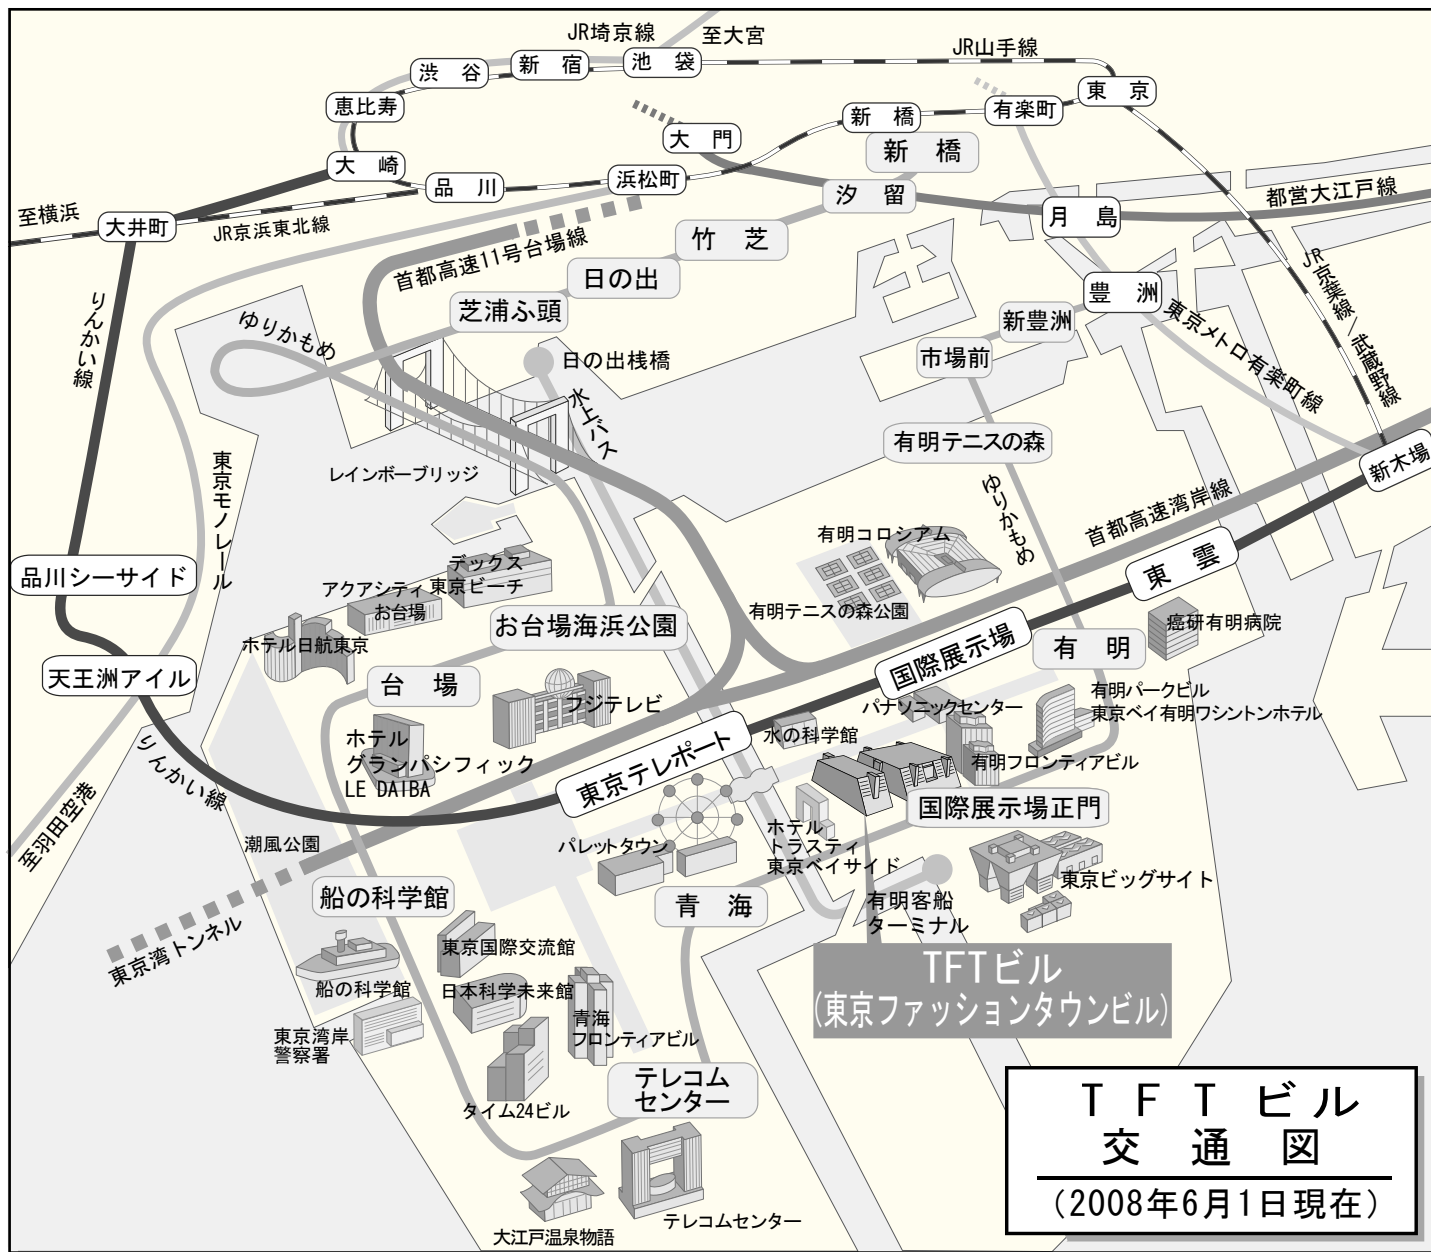 JR埼京線
至大宮
JR山手線
渋谷
新宿
池袋
恵比寿
大門
新橋
有楽町
東京
新橋
大崎
品川
浜松町
汐留
月島
都営大江戸線
至横浜
大井町
JR京浜東北線
首都高速11号台場線
竹芝
日の出
芝浦ふ頭
豊洲
新豊洲
市場前
JR京葉線／武蔵野線
東京メトロ有楽町線
りんかい線
ゆりかもめ
日の出桟橋
水上バス
有明テニスの森
新木場
レインボーブリッジ
東京モノレール
ゆりかもめ
首都高速湾岸線
品川シーサイド
デックス
東京ビーチ
アクアシティ
お台場
有明コロシアム
有明テニスの森公園
東雲
お台場海浜公園
ホテル日航東京
国際展示場
有明
癌研有明病院
天王洲アイル
台場
フジテレビ
パナソニックセンター
有明パークビル
東京ベイ有明ワシントンホテル
水の科学館
有明フロンティアビル
ホテル
グランパシフィック
LE DAIBA
りんかい線
東京テレポート
国際展示場正門
至羽田空港
潮風公園
パレットタウン
ホテル
トラスティ
東京ベイサイド
東京ビッグサイト
船の科学館
青海
有明客船
ターミナル
東京湾トンネル
東京国際交流館
船の科学館
日本科学未来館
TFTビル
(東京ファッションタウンビル)
東京湾岸
警察署
青海
フロンティアビル
テレコム
センター
タイム24ビル
大江戸温泉物語
テレコムセンター
TFTビル
交通図
(2008年6月1日現在)